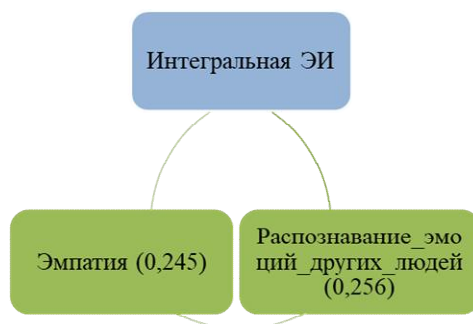 Интегральная ЭИ
Эмпатия (0,245)
Распознавание_эмо
ций_других_людей
(0,256)